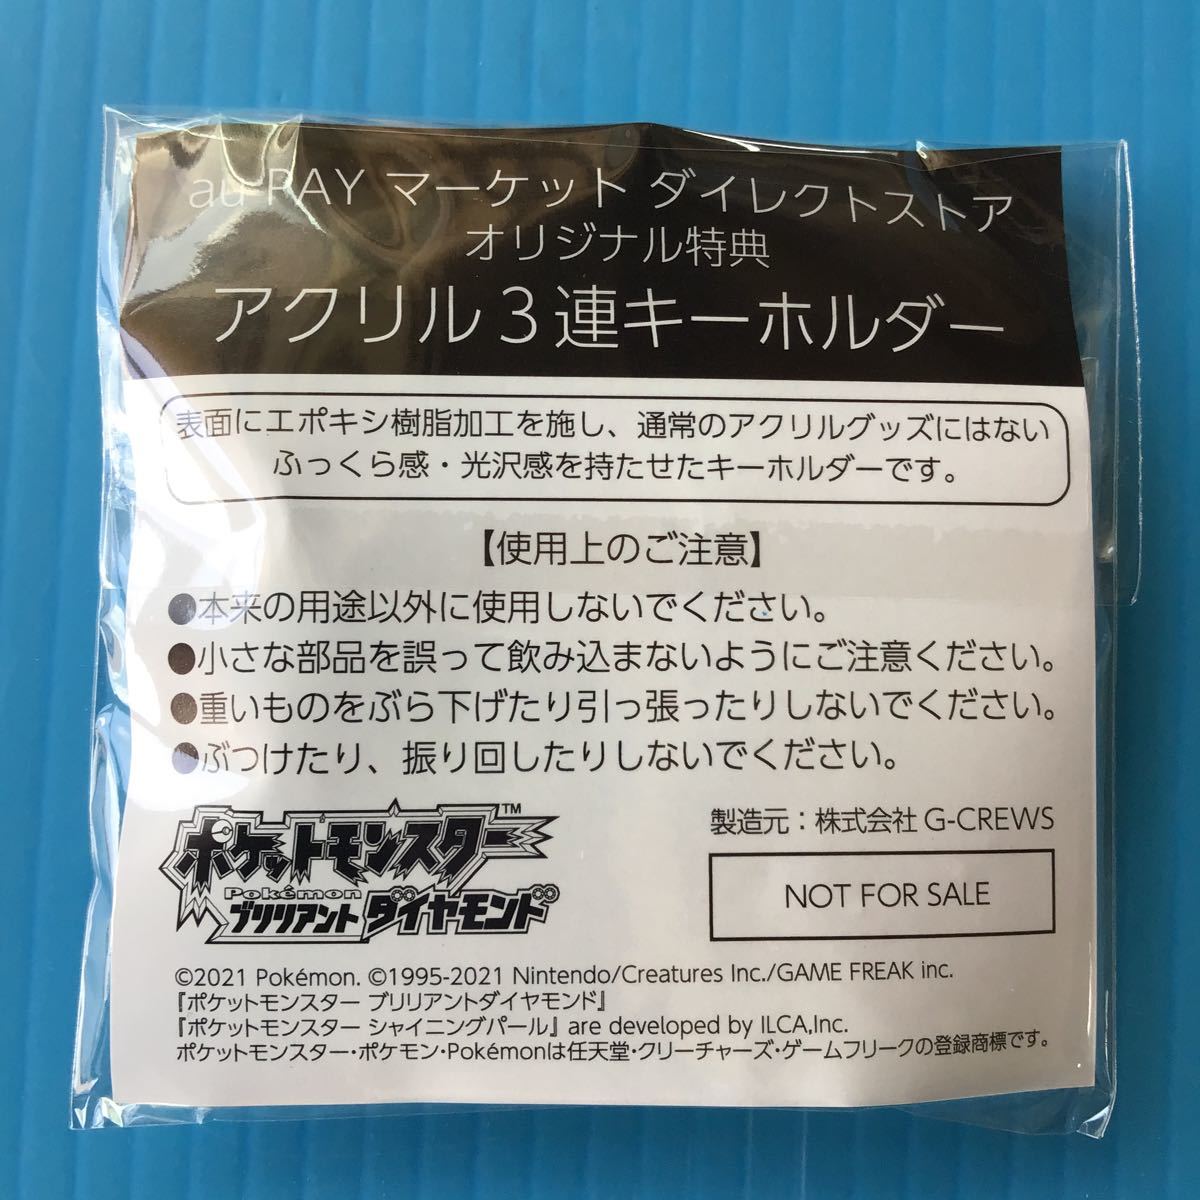 au PAY マーケット ダイレクトストア
オリジナル特典
アクリル3連キーホルダー
表面にエポキシ樹脂加工を施し、通常のアクリルグッズにはない
ふっくら感・光沢感を持たせたキーホルダーです。
【使用上のご注意】
●本来の用途以外に使用しないでください。
●小さな部品を誤って飲み込まないようにご注意ください。
●重いものをぶら下げたり引っ張ったりしないでください。
●ぶつけたり、振り回したりしないでください。
ポケットモンスター™
Pokémon
ブリリアントダイヤモンド
製造元：株式会社 G-CREWS
NOT FOR SALE
©2021 Pokémon. ©1995-2021 Nintendo/Creatures Inc./GAME FREAK inc.
『ポケットモンスター ブリリアントダイヤモンド』
『ポケットモンスター シャイニングパール』 are developed by ILCA,Inc.
ポケットモンスター・ポケモン・Pokémonは任天堂・クリーチャーズ・ゲームフリークの登録商標です。